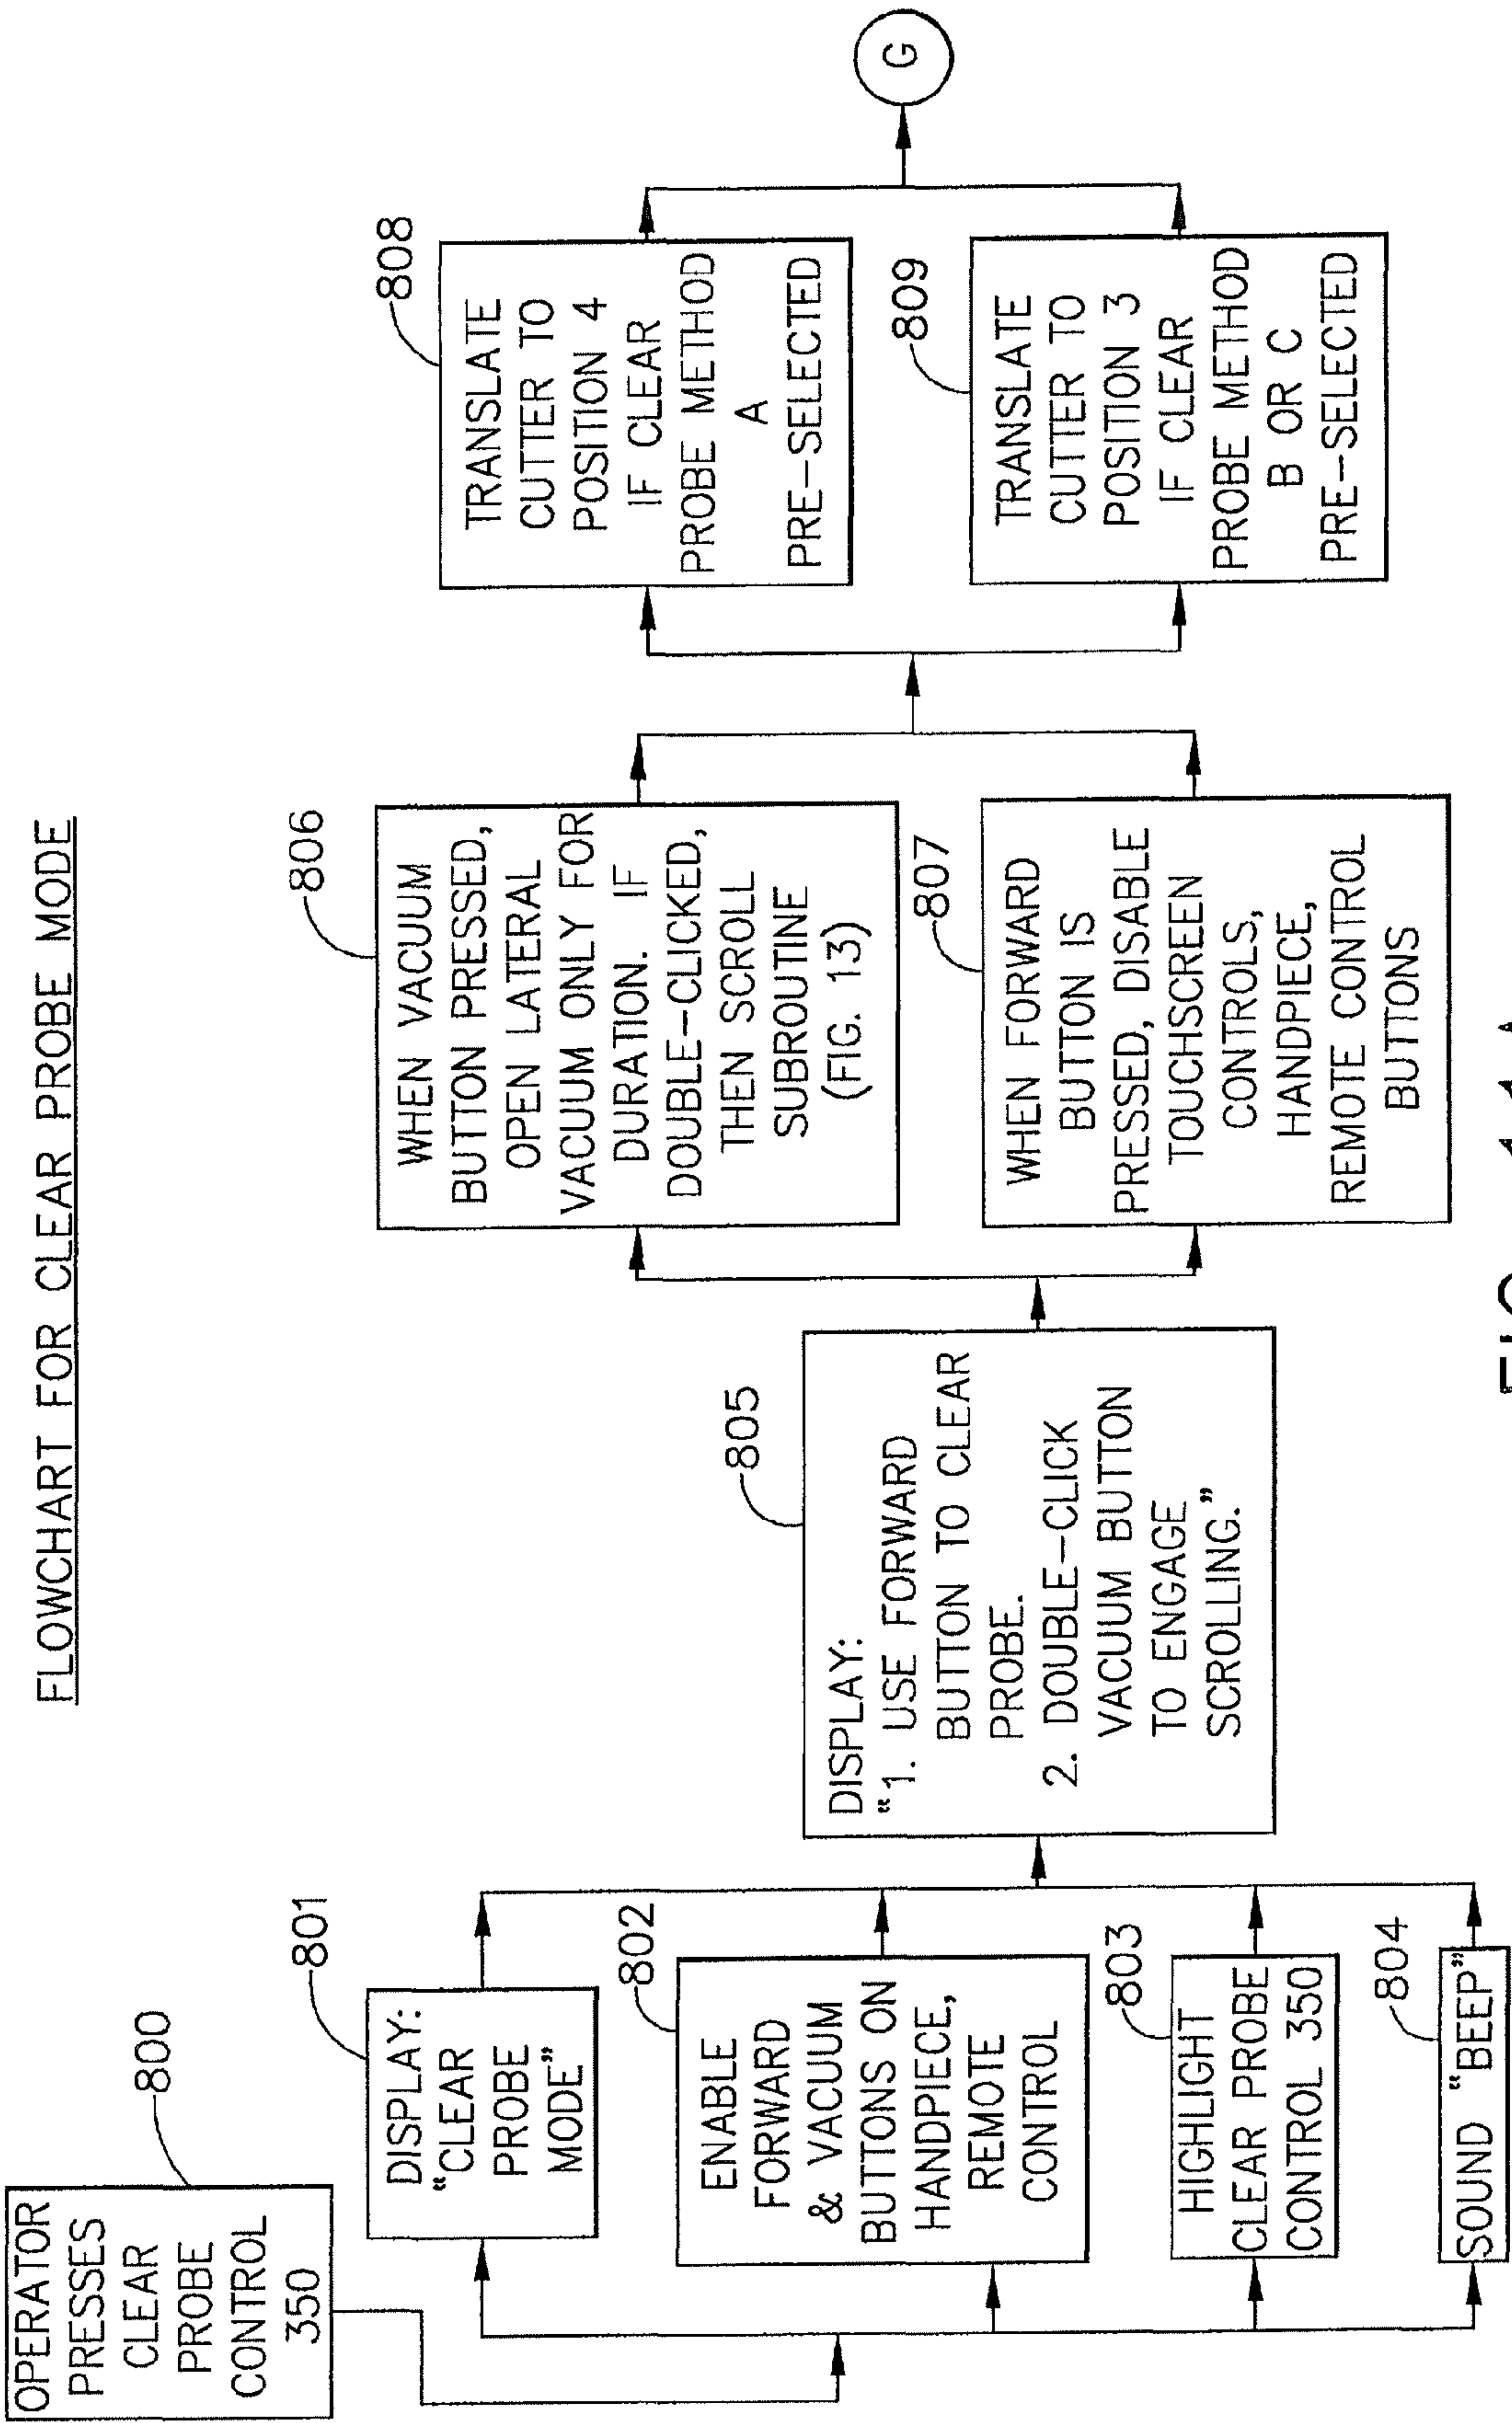 FLOWCHART FOR CLEAR PROBE MODE
OPERATOR
PRESSES
CLEAR
PROBE
CONTROL
350
800
DISPLAY:
“CLEAR
PROBE
MODE”
801
ENABLE
FORWARD
& VACUUM
BUTTONS ON
HANDPIECE,
REMOTE
CONTROL
802
HIGHLIGHT
CLEAR PROBE
CONTROL 350
803
SOUND “BEEP”
804
DISPLAY:
“1. USE FORWARD
BUTTON TO CLEAR
PROBE.
2. DOUBLE-CLICK
VACUUM BUTTON
TO ENGAGE
SCROLLING.”
805
WHEN VACUUM
BUTTON PRESSED,
OPEN LATERAL
VACUUM ONLY FOR
DURATION. IF
DOUBLE-CLICKED,
THEN SCROLL
SUBROUTINE
(FIG. 13)
806
WHEN FORWARD
BUTTON IS
PRESSED, DISABLE
TOUCHSCREEN
CONTROLS,
HANDPIECE,
REMOTE CONTROL
BUTTONS
807
TRANSLATE
CUTTER TO
POSITION 4
IF CLEAR
PROBE METHOD
A
PRE-SELECTED
808
TRANSLATE
CUTTER TO
POSITION 3
IF CLEAR
PROBE METHOD
B OR C
PRE-SELECTED
809
G